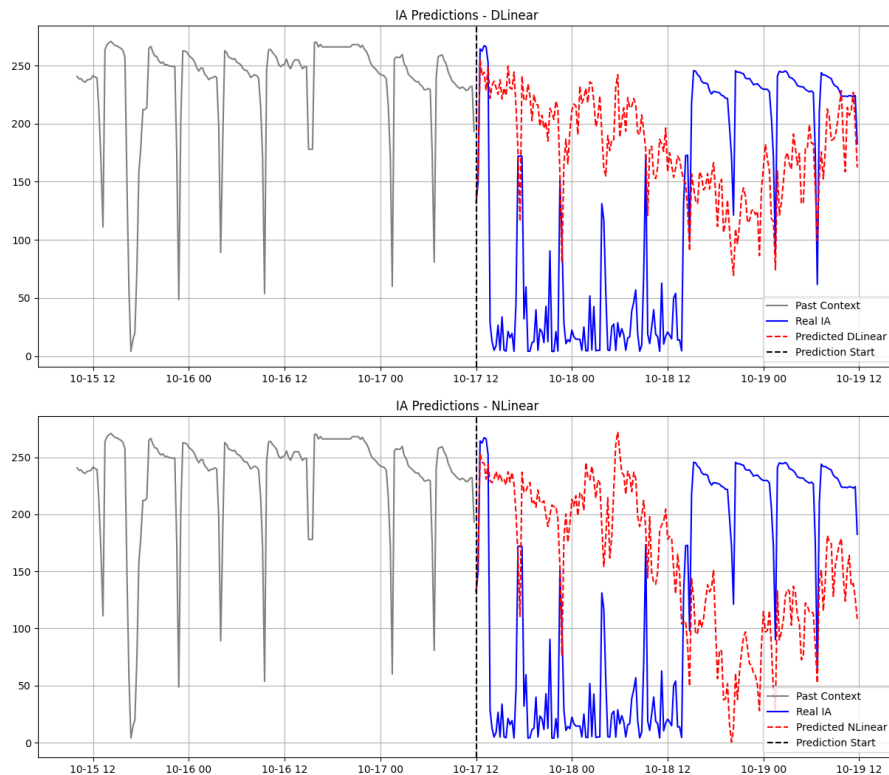 IA Predictions - DLinear
250
200
150
100
50
0
Past Context
Real IA
Predicted DLinear
Prediction Start
10-15 12 10-16 00 10-16 12 10-17 00 10-17 12 10-18 00 10-18 12 10-19 00 10-19 12
IA Predictions - NLinear
250
200
150
100
50
0
Past Context
Real IA
Predicted NLinear
Prediction Start
10-15 12 10-16 00 10-16 12 10-17 00 10-17 12 10-18 00 10-18 12 10-19 00 10-19 12